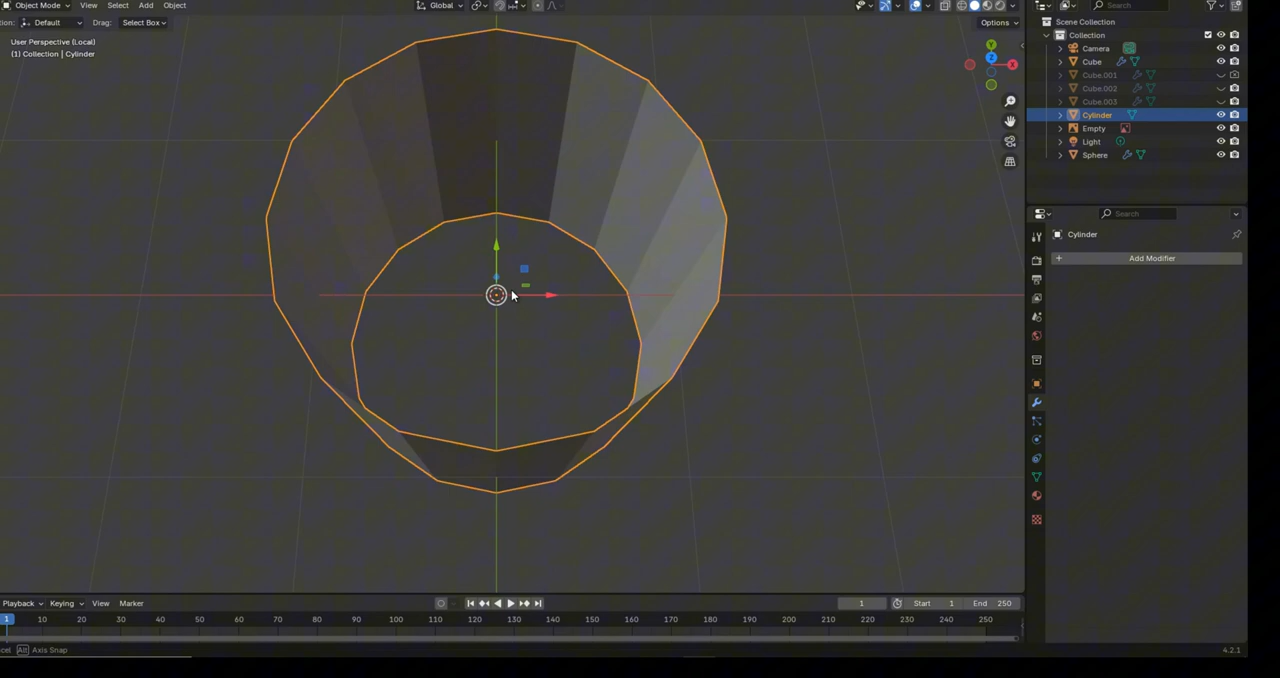 Object Mode View Select Add Object Global
ion: Default Drag: Select Box Options
User Perspective (Local)
(1) Collection | Cylinder
Y
Z
X
Search
Scene Collection
Collection
Camera
Cube
Cube.001
Cube.002
Cube.003
Cylinder
Empty
Light
Sphere
Search
Cylinder
+ Add Modifier
Playback Keying View Marker 1 Start 1 End 250
1 10 20 30 40 50 60 70 80 90 100 110 120 130 140 150 160 170 180 190 200 210 220 230 240 250
cel Alt Axis Snap 4.2.1